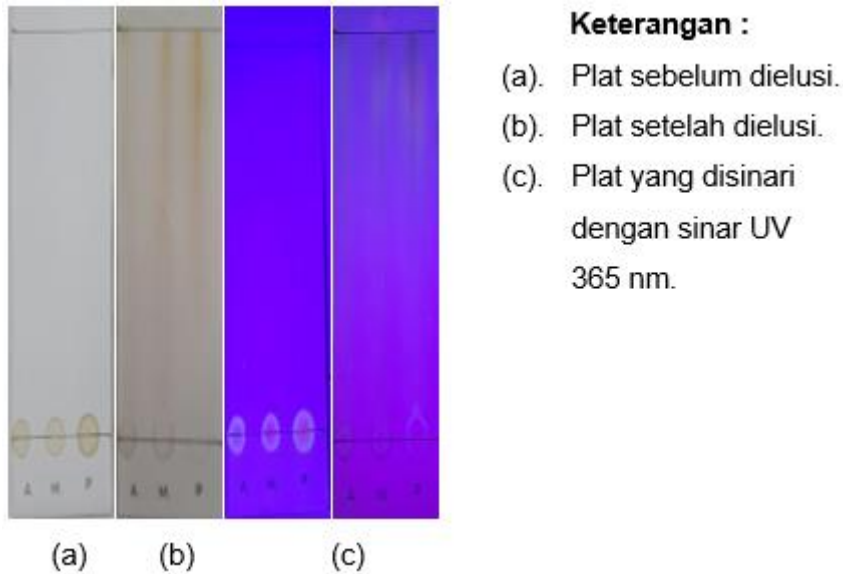 Keterangan :
(a). Plat sebelum dielusi.
(b). Plat setelah dielusi.
(c). Plat yang disinari
dengan sinar UV
365 nm.
A M P
A M P
A M P
(a) (b) (c)